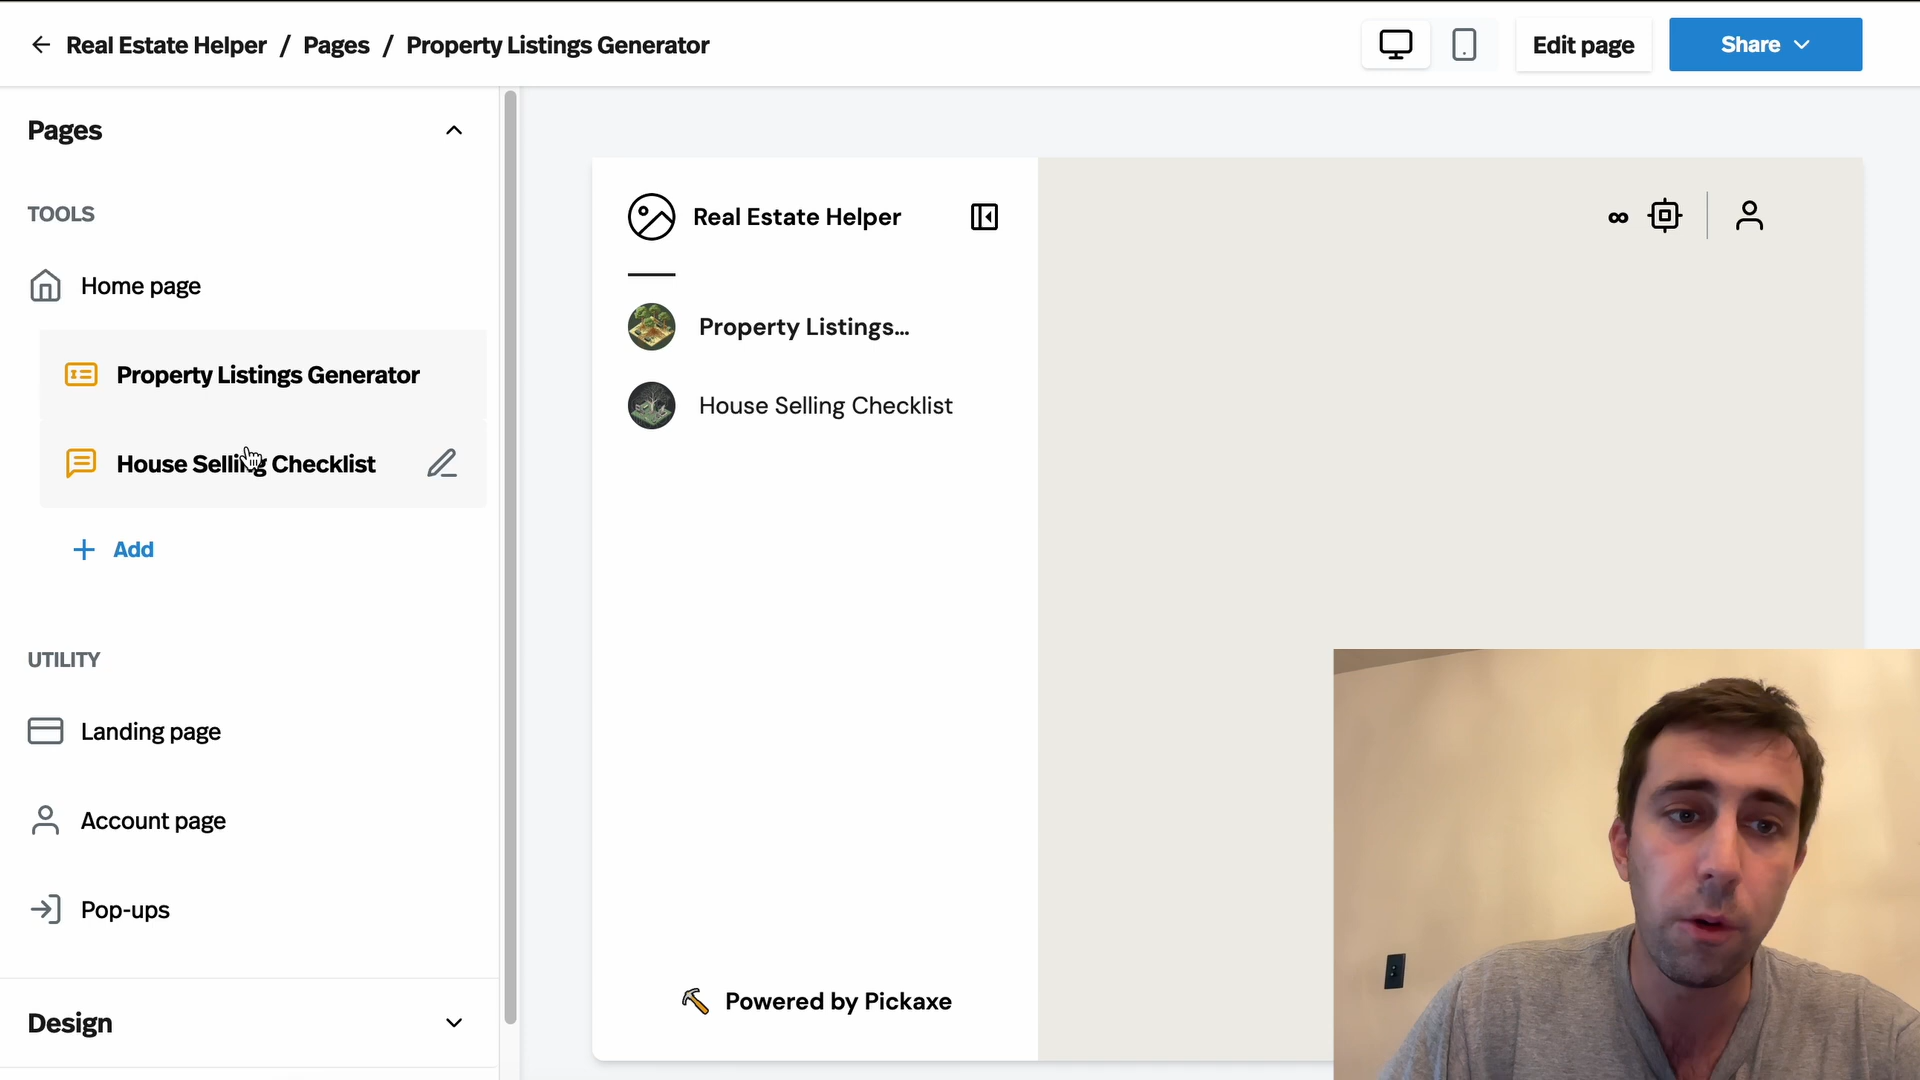 Real Estate Helper / Pages / Property Listings Generator
Edit page
Share
Pages
TOOLS
Home page
Property Listings Generator
House Selling Checklist
Add
UTILITY
Landing page
Account page
Pop-ups
Design
Real Estate Helper
Property Listings...
House Selling Checklist
Powered by Pickaxe